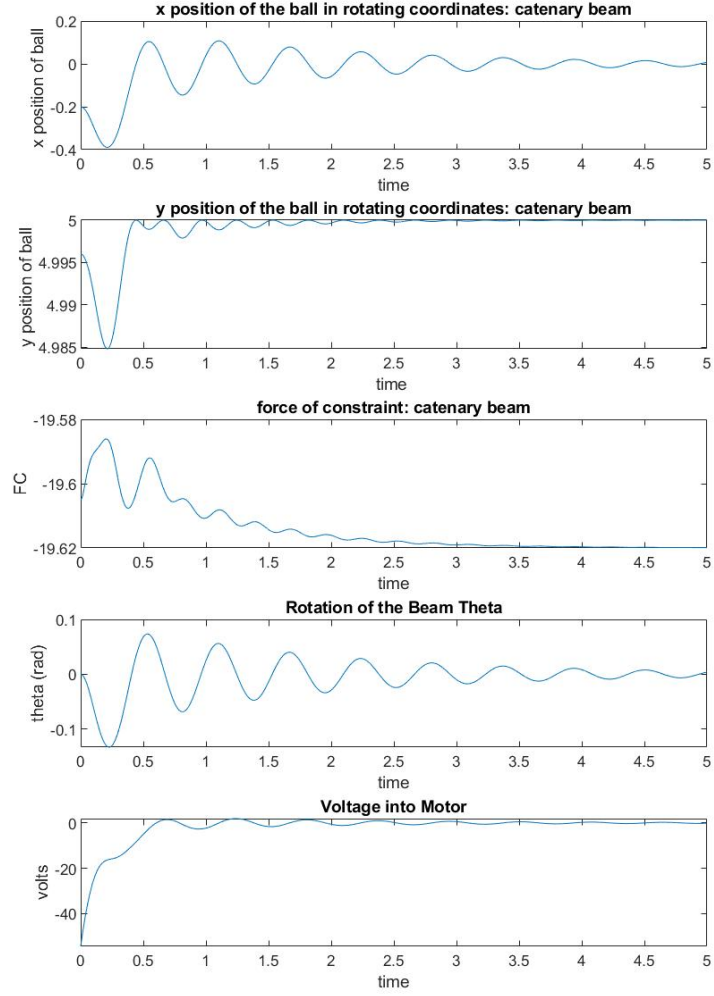 x position of the ball in rotating coordinates: catenary beam
0.2
0
-0.2
-0.4
x position of ball
0 0.5 1 1.5 2 2.5 3 3.5 4 4.5 5
time
y position of the ball in rotating coordinates: catenary beam
5
4.995
4.99
4.985
y position of ball
0 0.5 1 1.5 2 2.5 3 3.5 4 4.5 5
time
force of constraint: catenary beam
-19.58
-19.6
-19.62
FC
0 0.5 1 1.5 2 2.5 3 3.5 4 4.5 5
time
Rotation of the Beam Theta
0.1
0
-0.1
theta (rad)
0 0.5 1 1.5 2 2.5 3 3.5 4 4.5 5
time
Voltage into Motor
0
-20
-40
volts
0 0.5 1 1.5 2 2.5 3 3.5 4 4.5 5
time